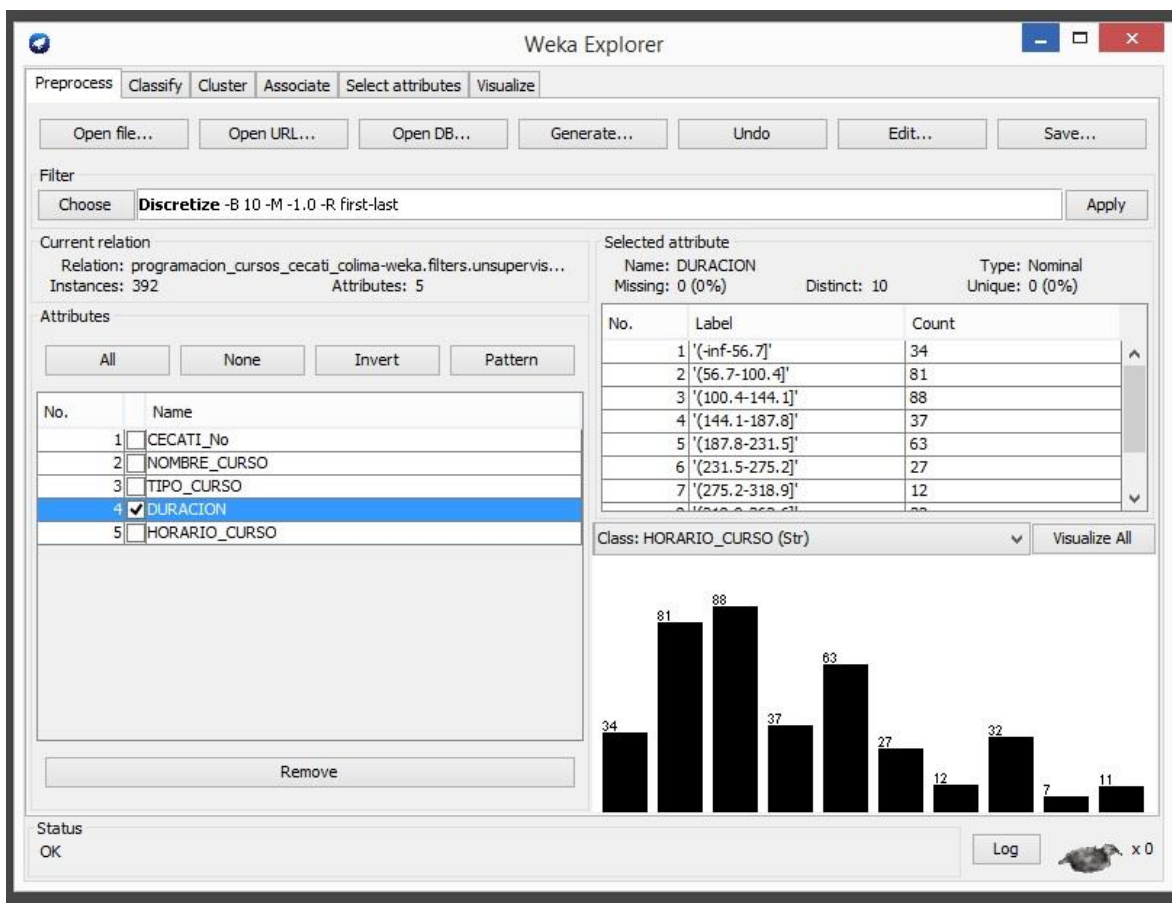 Weka Explorer
Preprocess Classify Cluster Associate Select attributes Visualize
Open file... Open URL... Open DB... Generate... Undo Edit... Save...
Filter
Choose Discretize -B 10 -M -1.0 -R first-last Apply
Current relation
Relation: programacion_cursos_cecati_colima-weka.filters.unsupervis...
Instances: 392 Attributes: 5
Attributes
All None Invert Pattern
No. Name
1 CECATI_No
2 NOMBRE_CURSO
3 TIPO_CURSO
4 DURACION
5 HORARIO_CURSO
Remove
Selected attribute
Name: DURACION Type: Nominal
Missing: 0 (0%) Distinct: 10 Unique: 0 (0%)
No. Label Count
1 '(-inf-56.7]' 34
2 '(56.7-100.4]' 81
3 '(100.4-144.1]' 88
4 '(144.1-187.8]' 37
5 '(187.8-231.5]' 63
6 '(231.5-275.2]' 27
7 '(275.2-318.9]' 12
Class: HORARIO_CURSO (Str) Visualize All
34 81 88 37 63 27 12 32 7 11
Status
OK
Log x 0